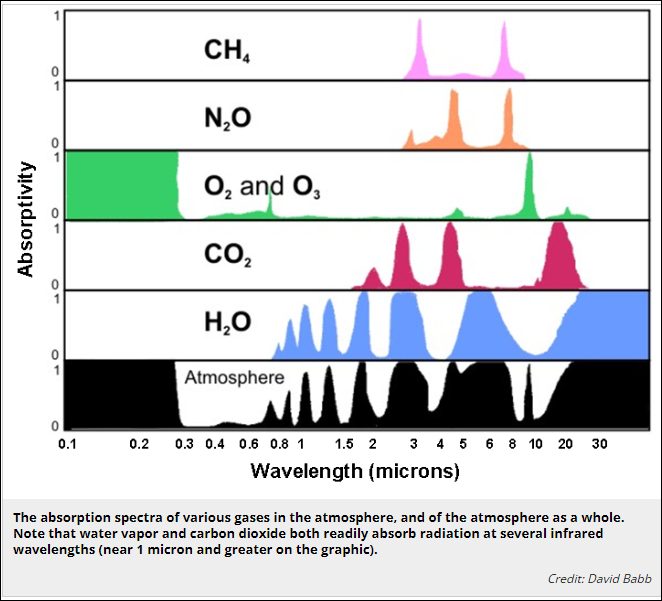 1
CH₄
0
1
N₂O
0
1
O₂ and O₃
0
1
CO₂
0
1
H₂O
0
1
Atmosphere
0
Absorptivity
0.1 0.2 0.3 0.4 0.6 0.8 1 1.5 2 3 4 5 6 8 10 20 30
Wavelength (microns)
The absorption spectra of various gases in the atmosphere, and of the atmosphere as a whole.
Note that water vapor and carbon dioxide both readily absorb radiation at several infrared
wavelengths (near 1 micron and greater on the graphic).
Credit: David Babb